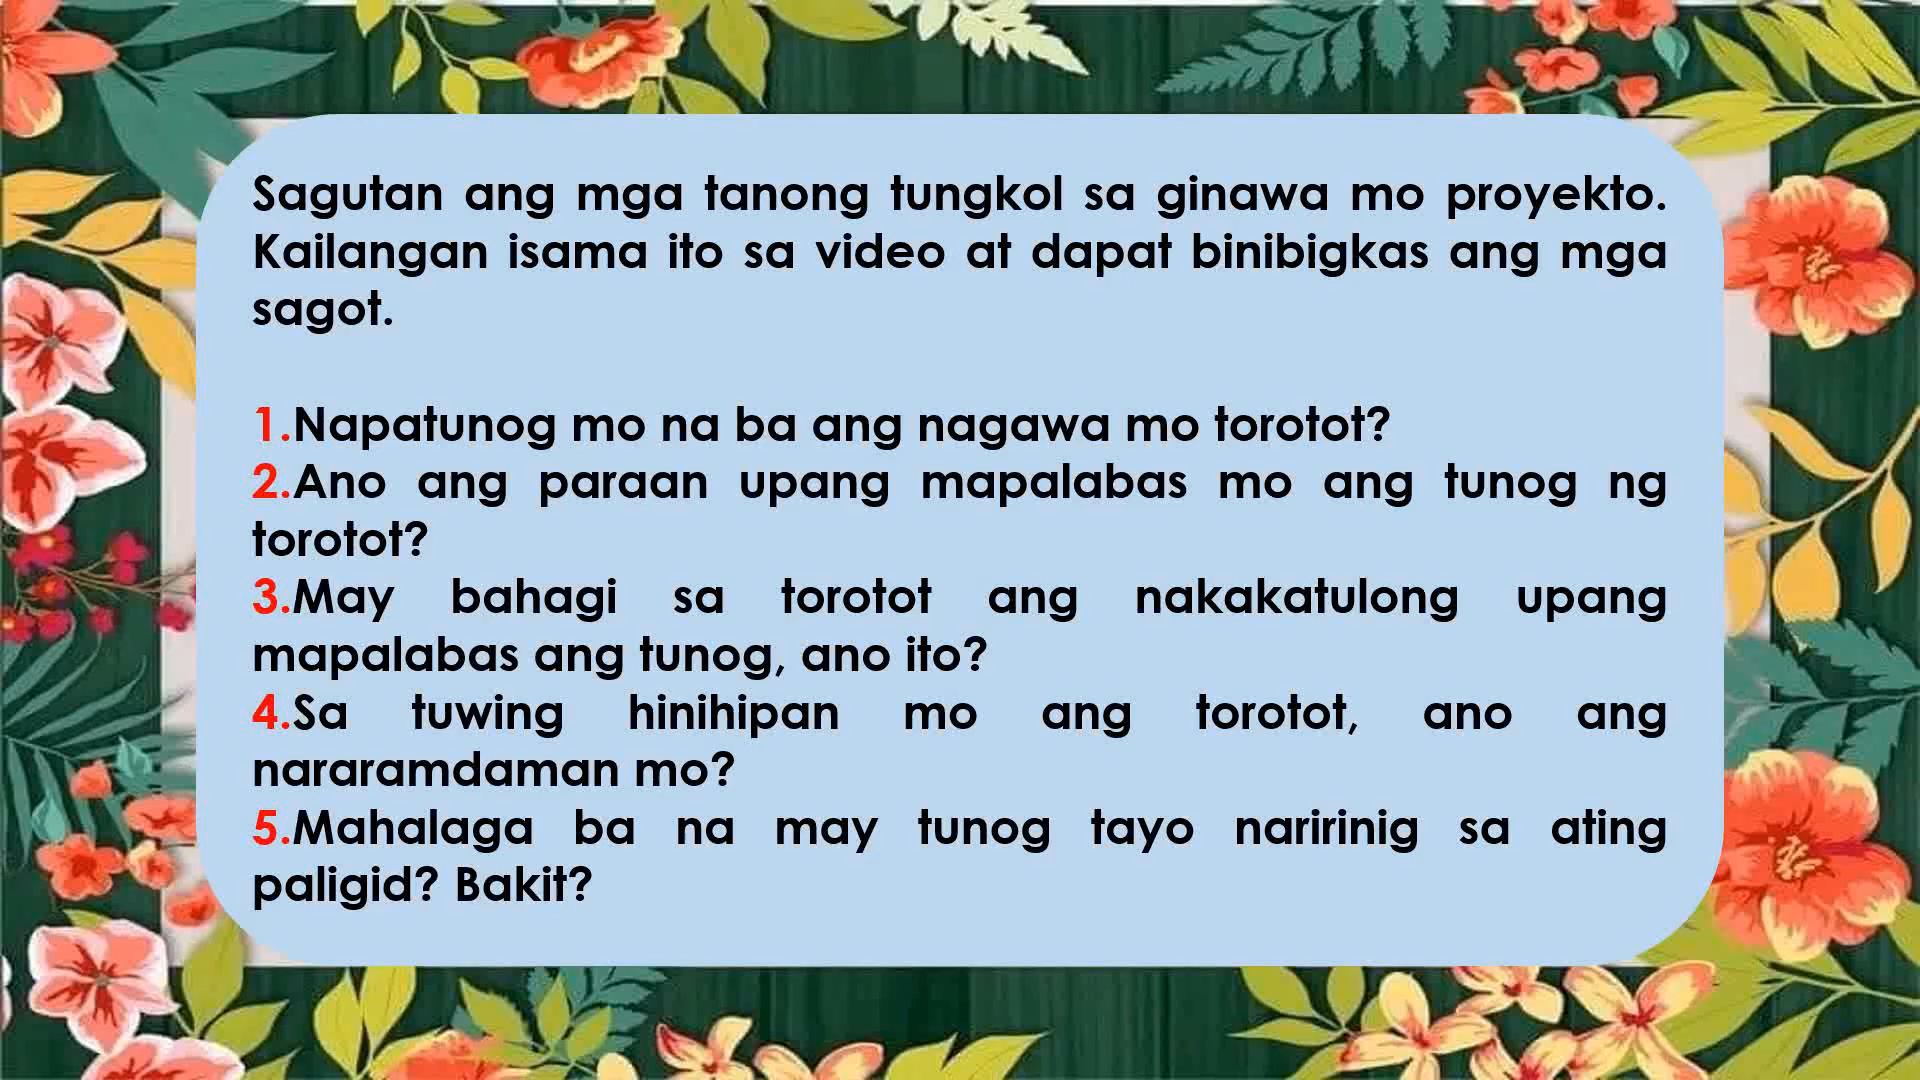 Sagutan ang mga tanong tungkol sa ginawa mo proyekto.
Kailangan isama ito sa video at dapat binibigkas ang mga
sagot.
1.Napatunog mo na ba ang nagawa mo torotot?
2.Ano ang paraan upang mapalabas mo ang tunog ng
torotot?
3.May bahagi sa torotot ang nakakatulong upang
mapalabas ang tunog, ano ito?
4.Sa tuwing hinihipan mo ang torotot, ano ang
nararamdaman mo?
5.Mahalaga ba na may tunog tayo naririnig sa ating
paligid? Bakit?